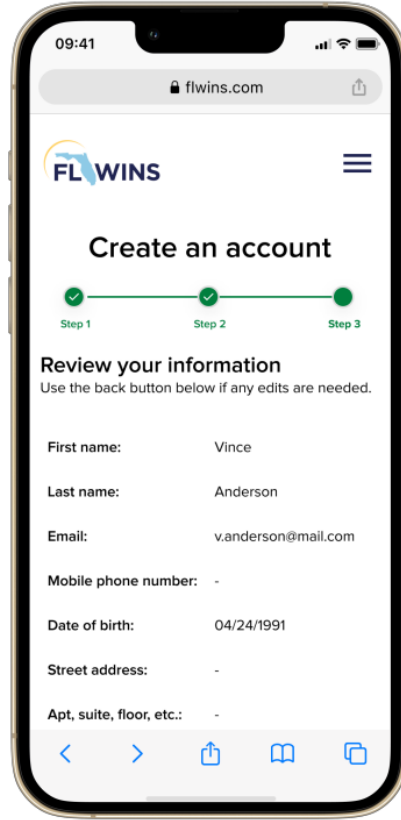 09:41
flwins.com
FL WINS
Create an account
Step 1 Step 2 Step 3
Review your information
Use the back button below if any edits are needed.
First name: Vince
Last name: Anderson
Email: v.anderson@mail.com
Mobile phone number: -
Date of birth: 04/24/1991
Street address: -
Apt, suite, floor, etc.: -